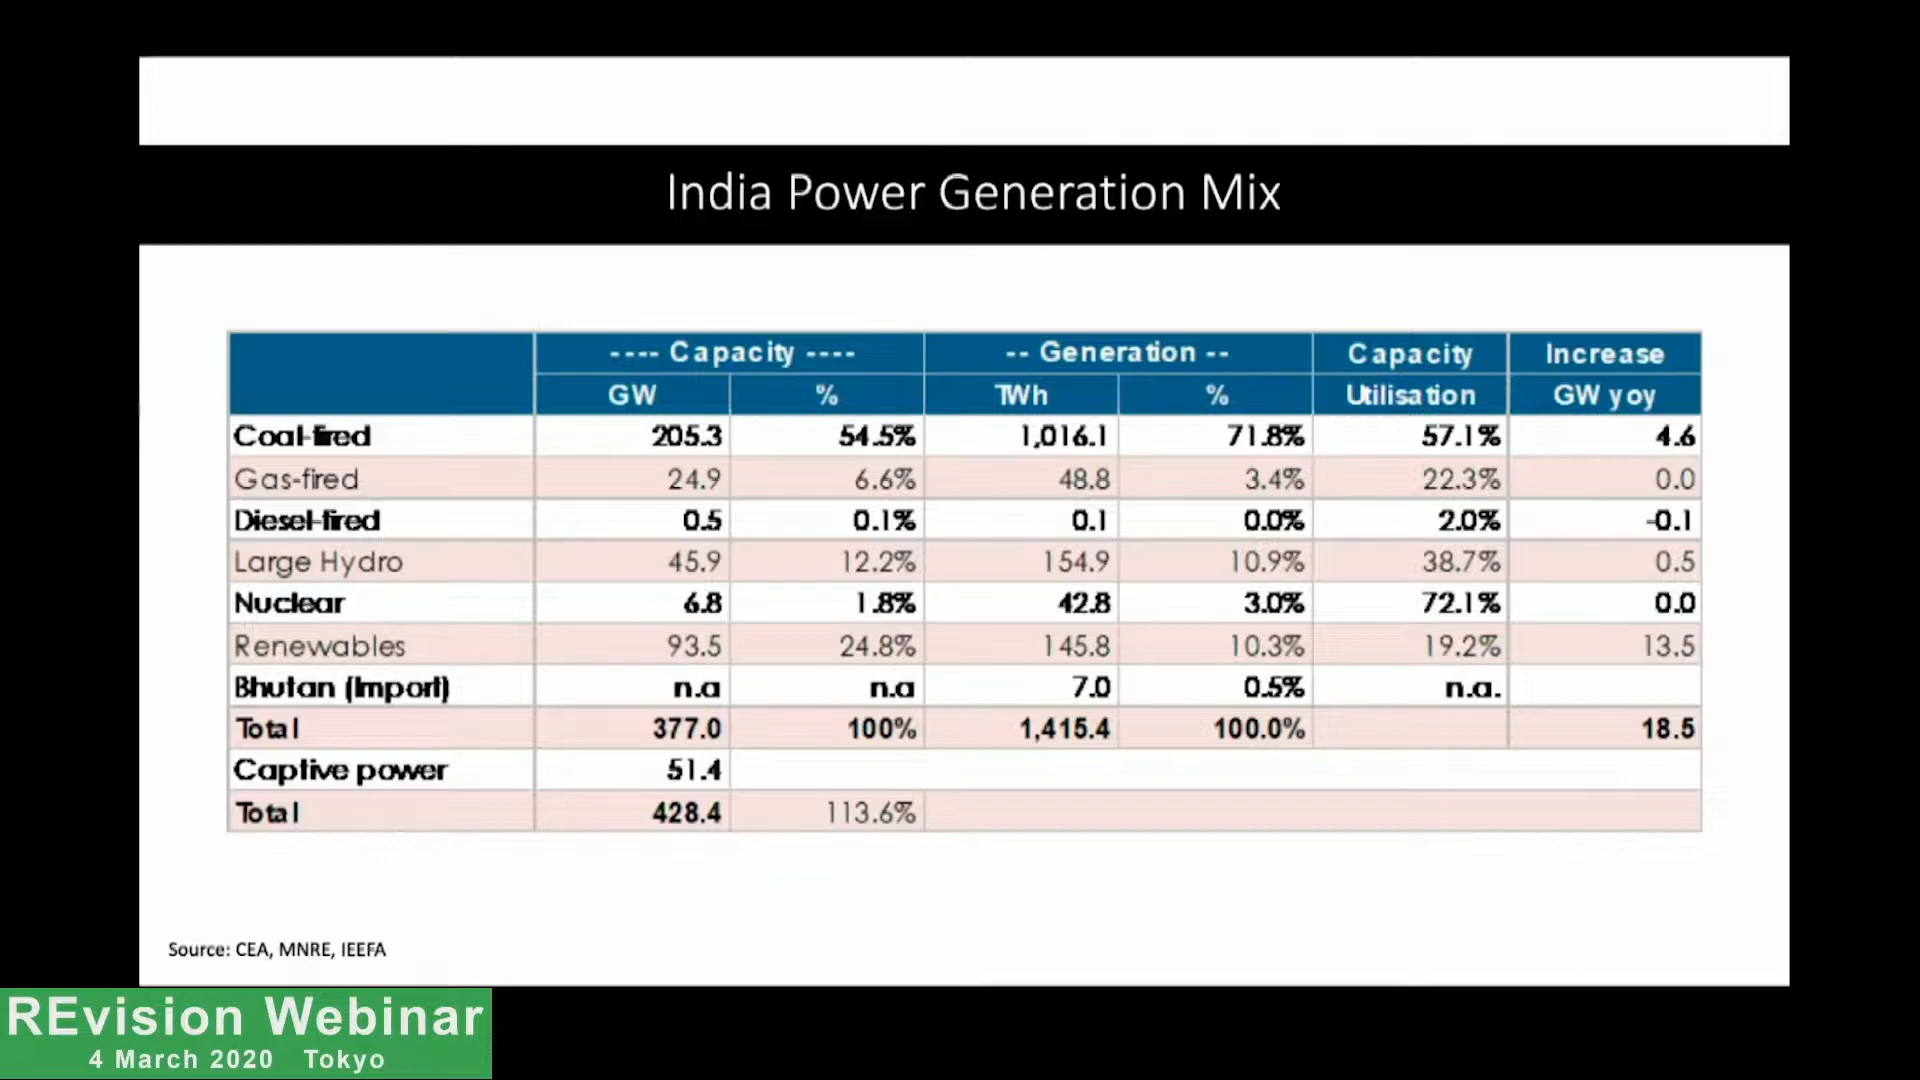 India Power Generation Mix
---- Capacity ---- -- Generation -- Capacity Increase
GW % TWh % Utilisation GW yoy
Coal-fired 205.3 54.5% 1,016.1 71.8% 57.1% 4.6
Gas-fired 24.9 6.6% 48.8 3.4% 22.3% 0.0
Diesel-fired 0.5 0.1% 0.1 0.0% 2.0% -0.1
Large Hydro 45.9 12.2% 154.9 10.9% 38.7% 0.5
Nuclear 6.8 1.8% 42.8 3.0% 72.1% 0.0
Renewables 93.5 24.8% 145.8 10.3% 19.2% 13.5
Bhutan (Import) n.a n.a 7.0 0.5% n.a.
Total 377.0 100% 1,415.4 100.0% 18.5
Captive power 51.4
Total 428.4 113.6%
Source: CEA, MNRE, IEEFA
REvision Webinar
4 March 2020 Tokyo